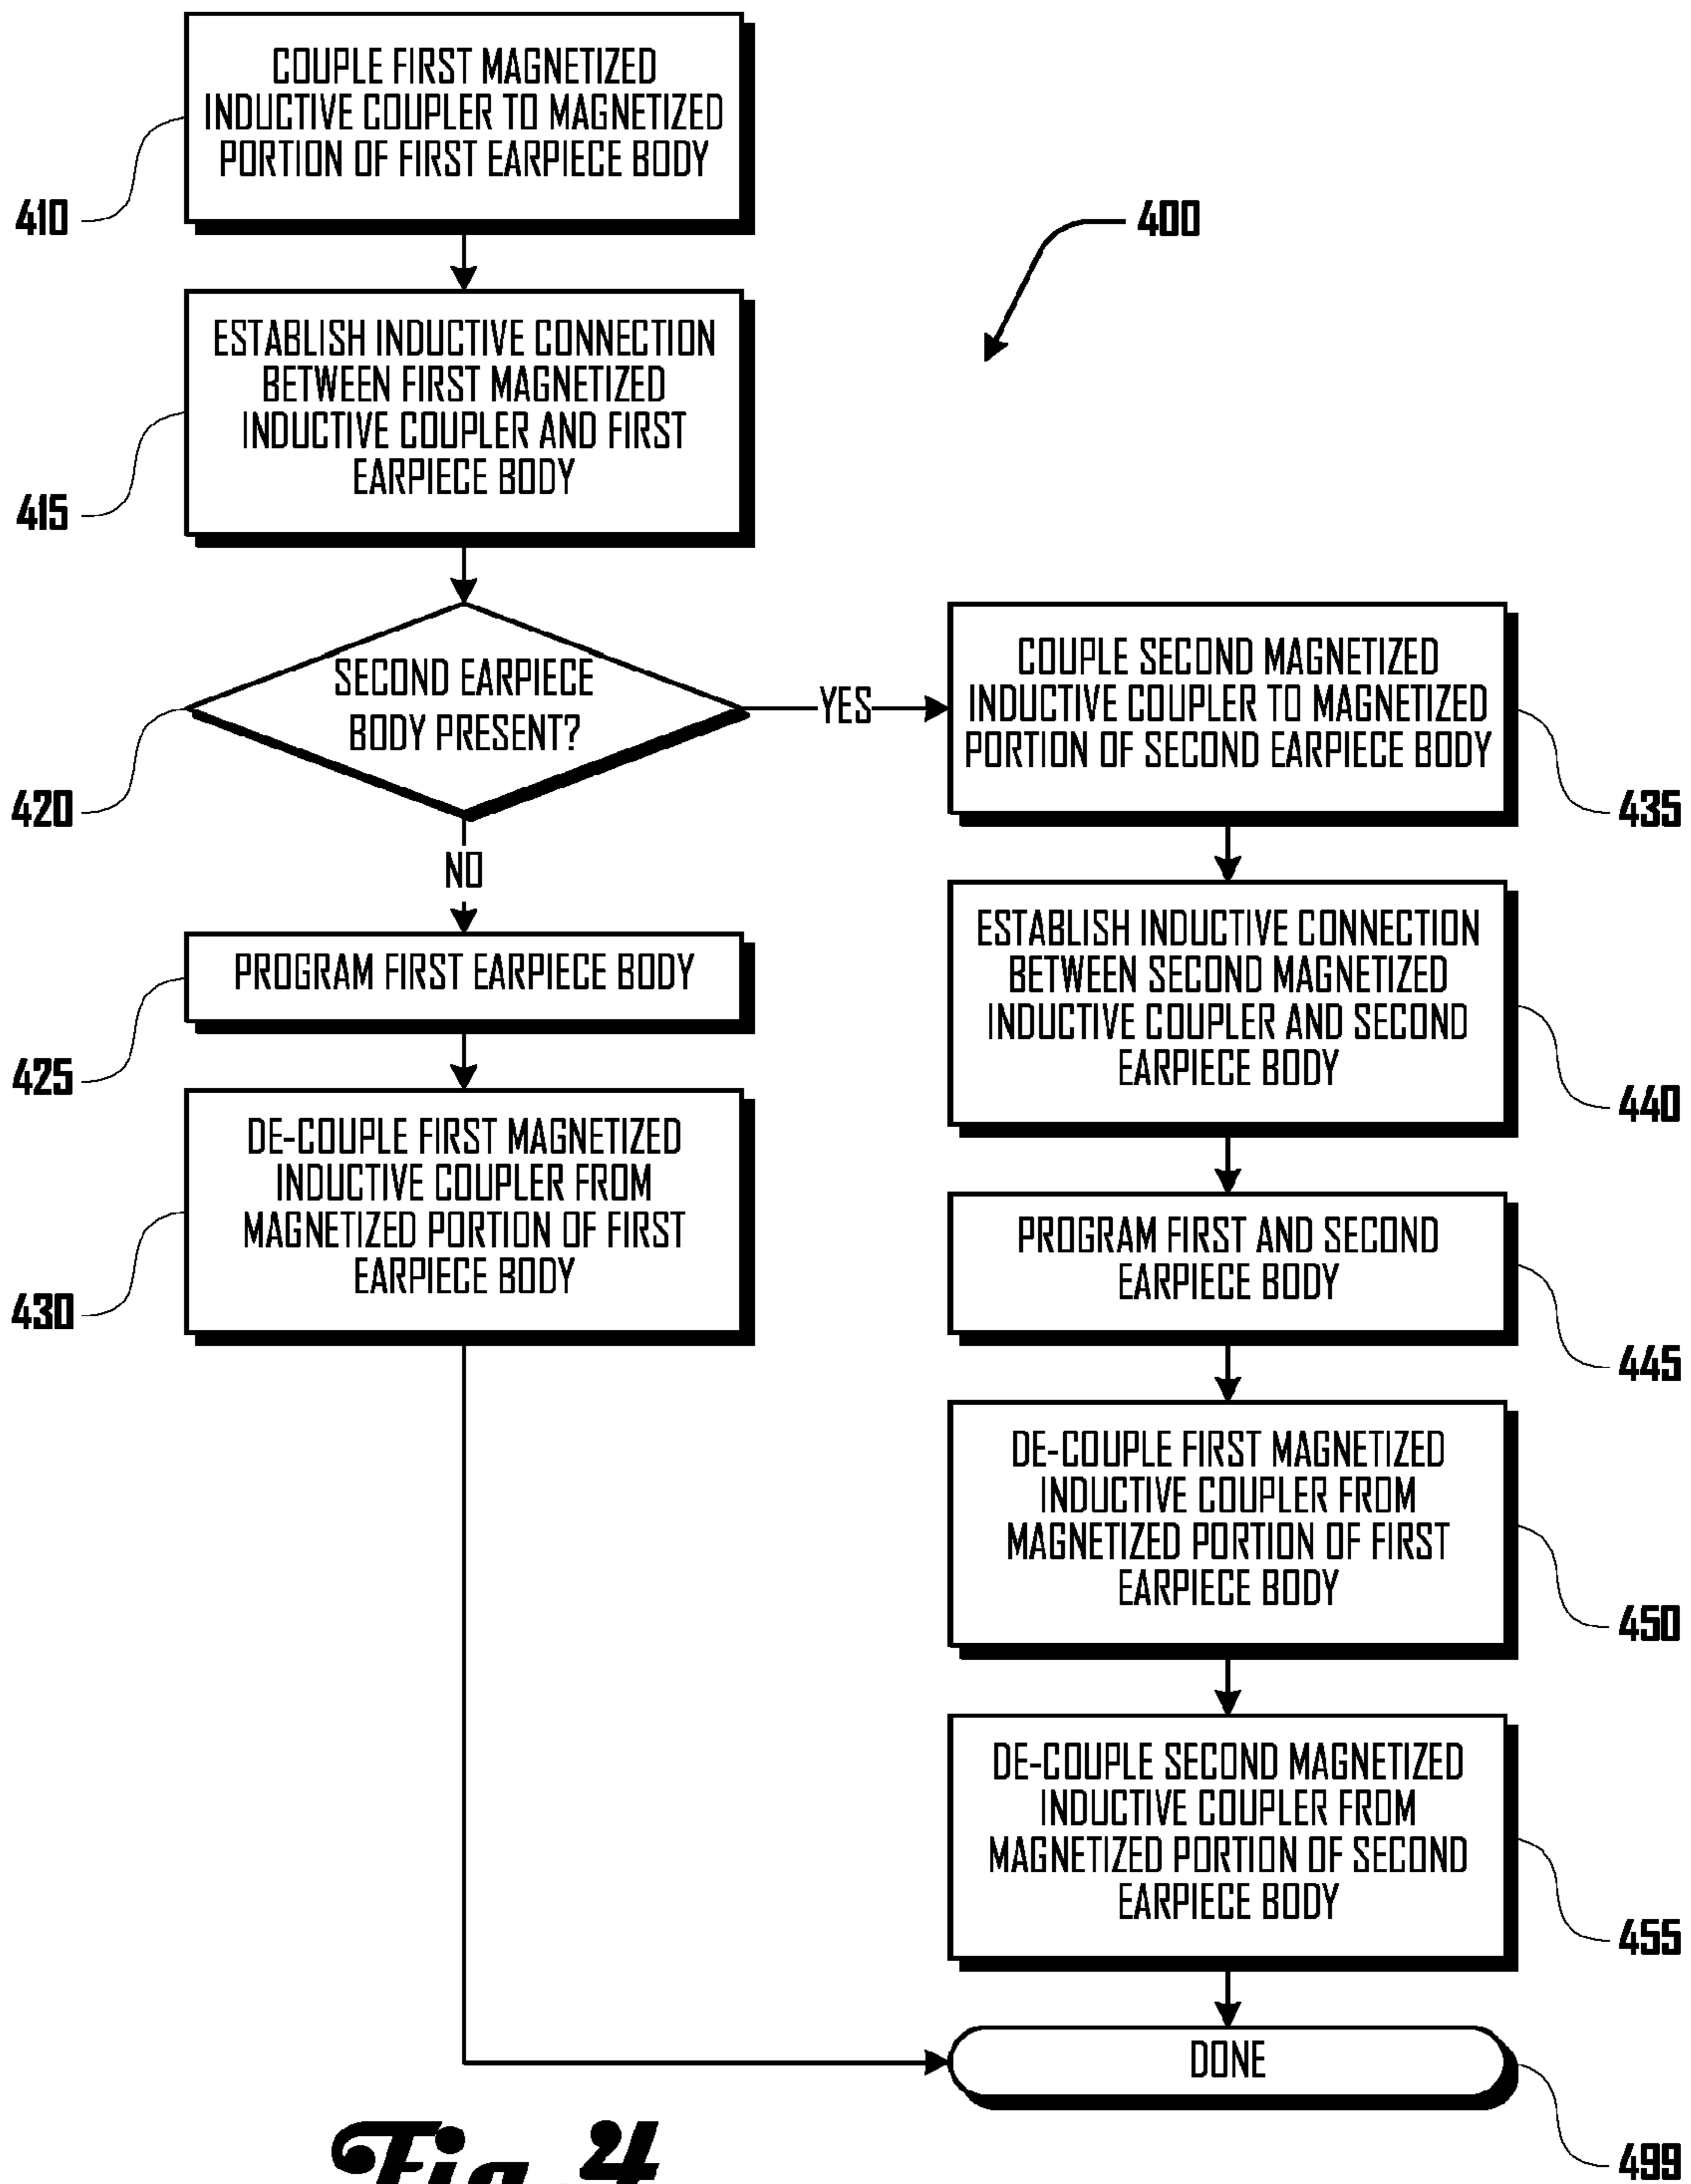 COUPLE FIRST MAGNETIZED
INDUCTIVE COUPLER TO MAGNETIZED
PORTION OF FIRST EARPIECE BODY
410
400
ESTABLISH INDUCTIVE CONNECTION
BETWEEN FIRST MAGNETIZED
INDUCTIVE COUPLER AND FIRST
EARPIECE BODY
415
SECOND EARPIECE
BODY PRESENT?
420
YES
NO
PROGRAM FIRST EARPIECE BODY
425
DE-COUPLE FIRST MAGNETIZED
INDUCTIVE COUPLER FROM
MAGNETIZED PORTION OF FIRST
EARPIECE BODY
430
COUPLE SECOND MAGNETIZED
INDUCTIVE COUPLER TO MAGNETIZED
PORTION OF SECOND EARPIECE BODY
435
ESTABLISH INDUCTIVE CONNECTION
BETWEEN SECOND MAGNETIZED
INDUCTIVE COUPLER AND SECOND
EARPIECE BODY
440
PROGRAM FIRST AND SECOND
EARPIECE BODY
445
DE-COUPLE FIRST MAGNETIZED
INDUCTIVE COUPLER FROM
MAGNETIZED PORTION OF FIRST
EARPIECE BODY
450
DE-COUPLE SECOND MAGNETIZED
INDUCTIVE COUPLER FROM
MAGNETIZED PORTION OF SECOND
EARPIECE BODY
455
DONE
499
Fig.4